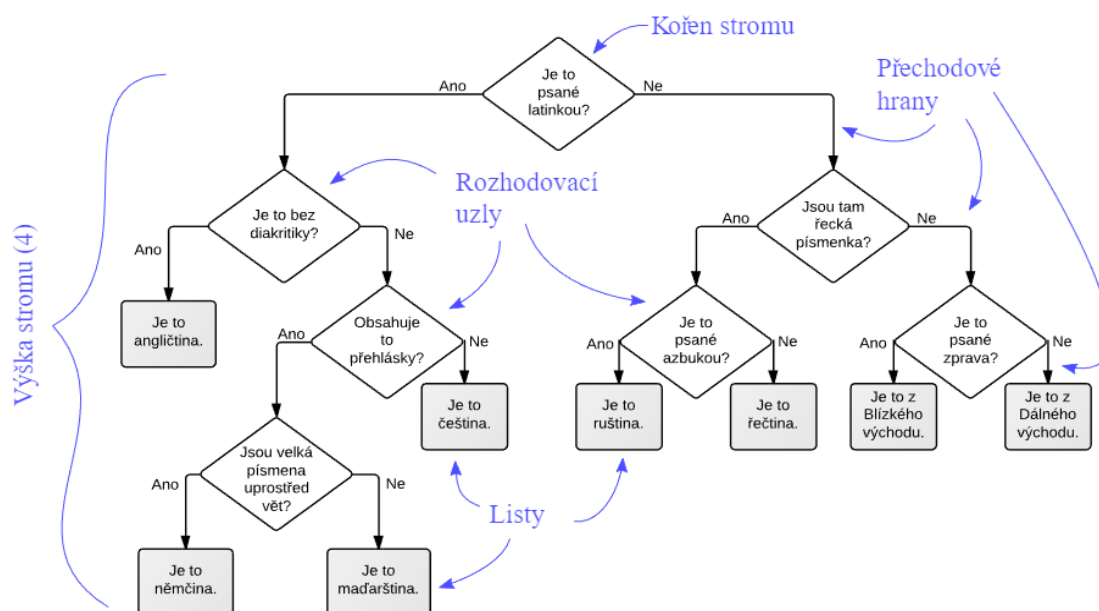 Kořen stromu
Je to
psané
latinkou?
Ano
Ne
Přechodové
hrany
Výška stromu (4)
Je to bez
diakritiky?
Ano
Ne
Rozhodovací
uzly
Jsou tam
řecká
písmenka?
Ano
Ne
Je to
angličtina.
Obsahuje
to
přehlásky?
Ano
Ne
Je to
psané
azbukou?
Ano
Ne
Je to
psané
zprava?
Ano
Ne
Je to
čeština.
Je to
ruština.
Je to
řečtina.
Je to z
Blízkého
východu.
Je to z
Dálného
východu.
Jsou velká
písmena
uprostřed
vět?
Ano
Ne
Listy
Je to
němčina.
Je to
maďarština.